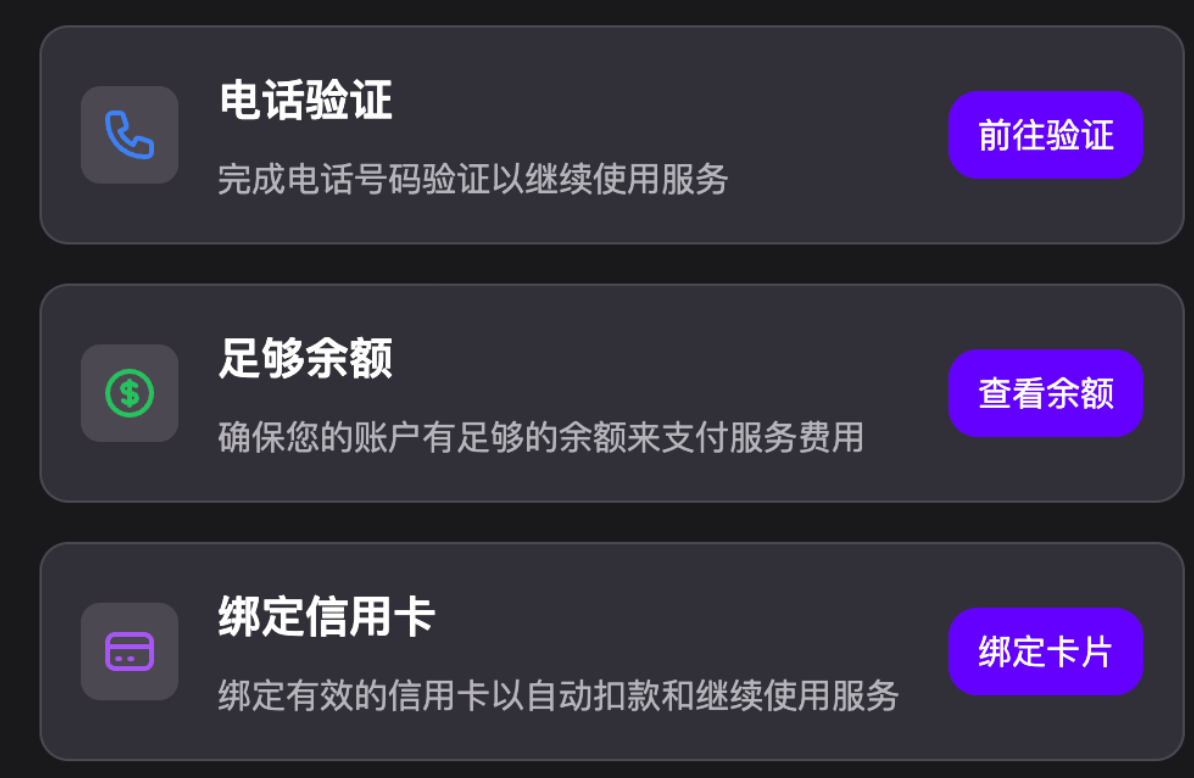 电话验证
完成电话号码验证以继续使用服务
前往验证
足够余额
确保您的账户有足够的余额来支付服务费用
查看余额
绑定信用卡
绑定有效的信用卡以自动扣款和继续使用服务
绑定卡片